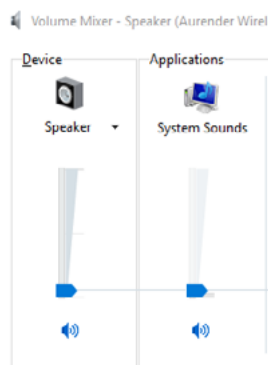 Volume Mixer - Speaker (Aurender Wirel
Device
Applications
Speaker
System Sounds